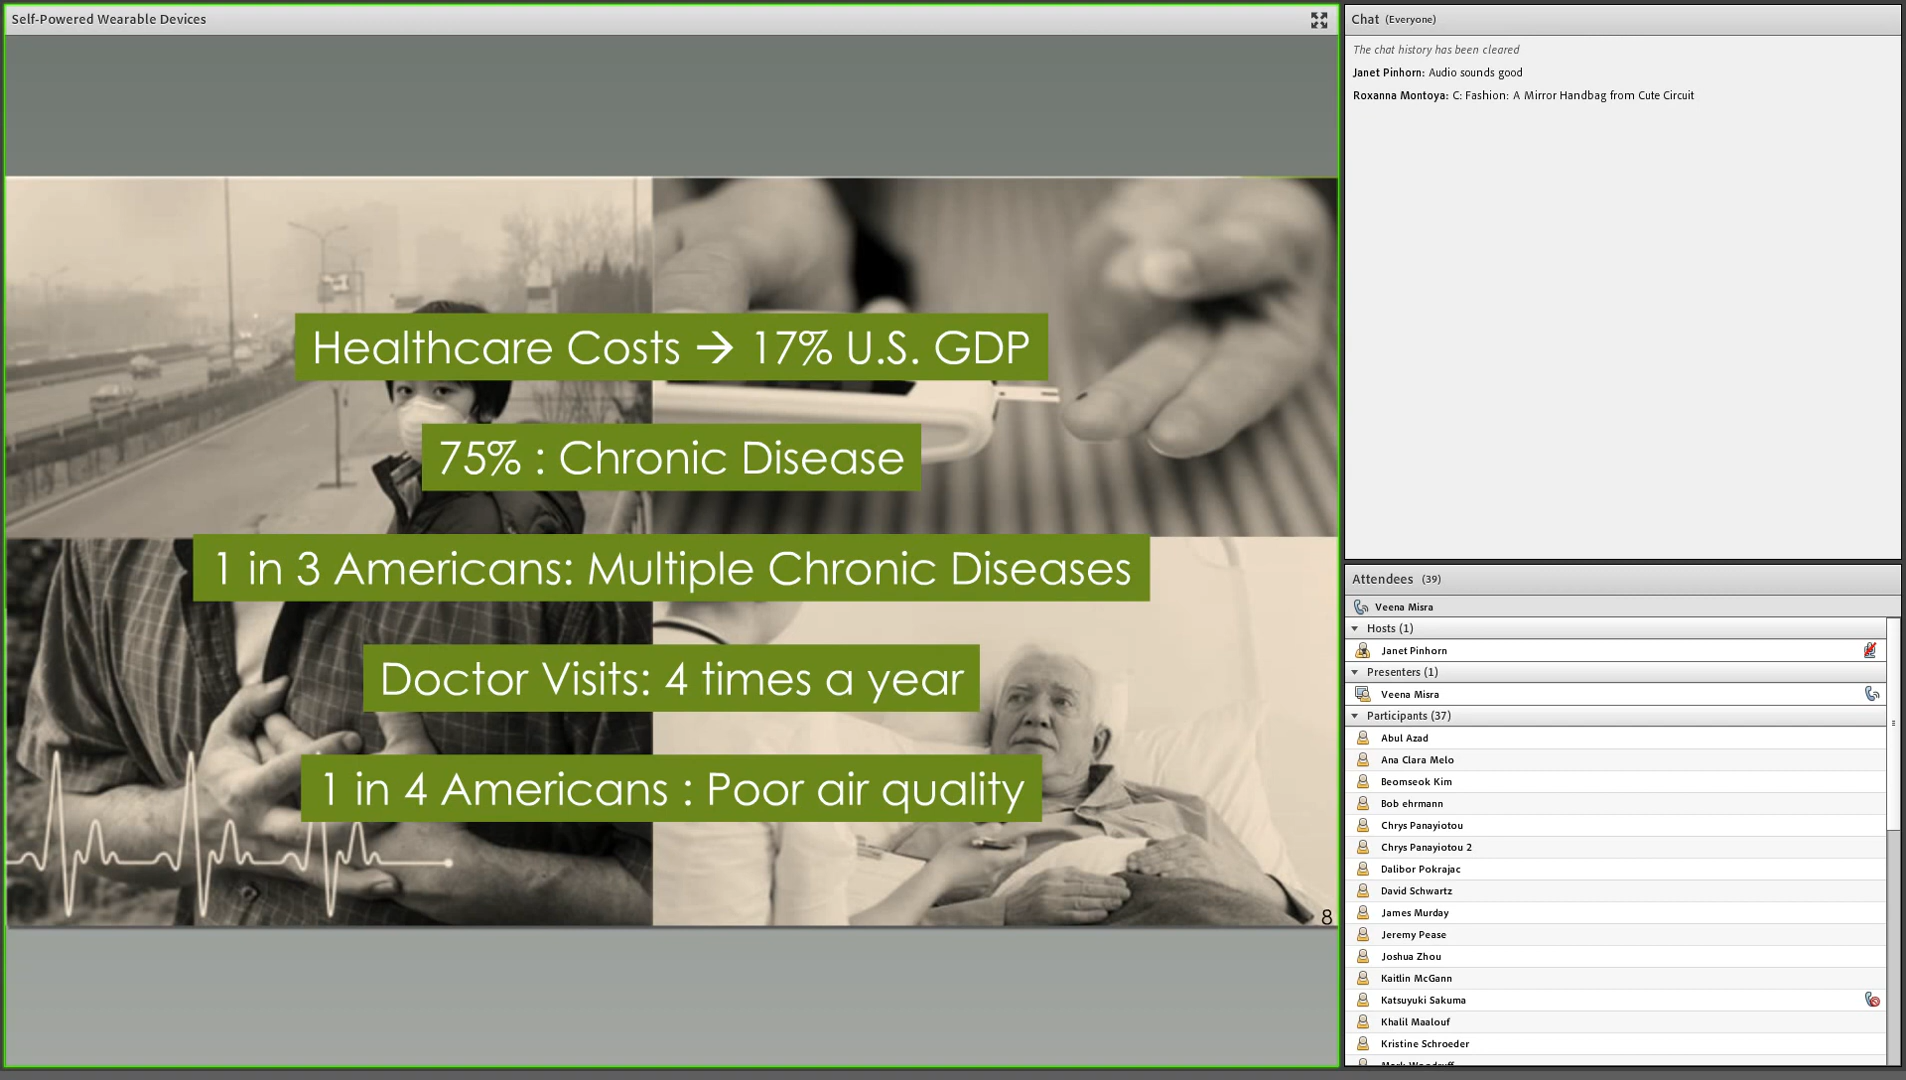 Self-Powered Wearable Devices
Healthcare Costs → 17% U.S. GDP
75% : Chronic Disease
1 in 3 Americans: Multiple Chronic Diseases
Doctor Visits: 4 times a year
1 in 4 Americans : Poor air quality
8
Chat (Everyone)
The chat history has been cleared
Janet Pinhorn: Audio sounds good
Roxanna Montoya: C: Fashion: A Mirror Handbag from Cute Circuit
Attendees (39)
Veena Misra
Hosts (1)
Janet Pinhorn
Presenters (1)
Veena Misra
Participants (37)
Abul Azad
Ana Clara Melo
Beomseok Kim
Bob ehrmann
Chrys Panayiotou
Chrys Panayiotou 2
Dalibor Pokrajac
David Schwartz
James Murday
Jeremy Pease
Joshua Zhou
Kaitlin McGann
Katsuyuki Sakuma
Khalil Maalouf
Kristine Schroeder